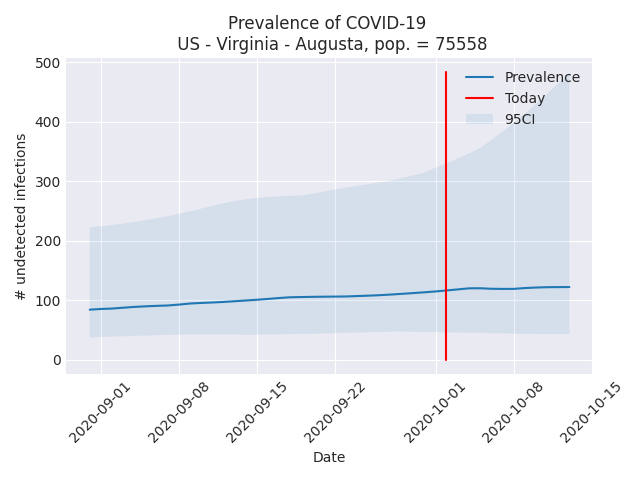 Prevalence of COVID-19
US - Virginia - Augusta, pop. = 75558
500
400
300
200
100
0
# undetected infections
Prevalence
Today
95CI
2020-09-01
2020-09-08
2020-09-15
2020-09-22
2020-10-01
2020-10-08
2020-10-15
Date